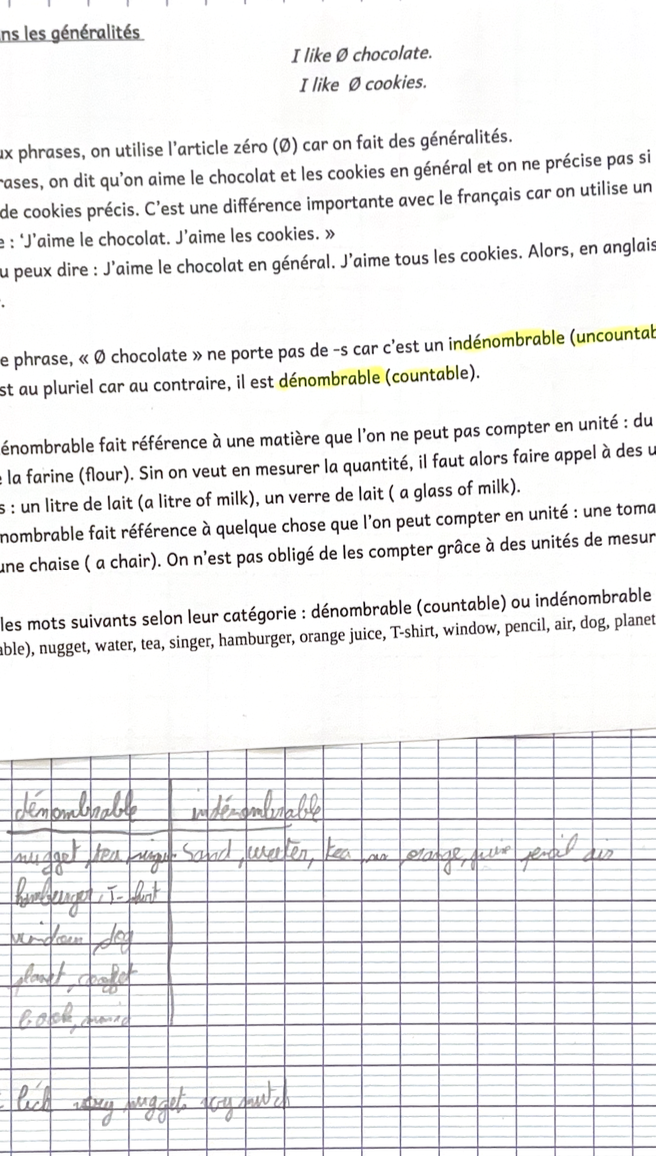 ns les généralités
I like Ø chocolate.
I like Ø cookies.
ux phrases, on utilise l'article zéro (Ø) car on fait des généralités.
rases, on dit qu'on aime le chocolat et les cookies en général et on ne précise pas si
de cookies précis. C'est une différence importante avec le français car on utilise un
e : 'J'aime le chocolat. J'aime les cookies. »
u peux dire : J'aime le chocolat en général. J'aime tous les cookies. Alors, en anglais
.
e phrase, « Ø chocolate » ne porte pas de -s car c'est un indénombrable (uncountab
st au pluriel car au contraire, il est dénombrable (countable).
énombrable fait référence à une matière que l'on ne peut pas compter en unité : du
e la farine (flour). Sin on veut en mesurer la quantité, il faut alors faire appel à des u
s : un litre de lait (a litre of milk), un verre de lait ( a glass of milk).
nombrable fait référence à quelque chose que l'on peut compter en unité : une toma
une chaise ( a chair). On n'est pas obligé de les compter grâce à des unités de mesur
les mots suivants selon leur catégorie : dénombrable (countable) ou indénombrable
able), nugget, water, tea, singer, hamburger, orange juice, T-shirt, window, pencil, air, dog, planet
dénombrable indénombrable
nugget, tea, Sand, water, tea orange, pencil air
hamburger, T-
dog
planet,
book,
nugget